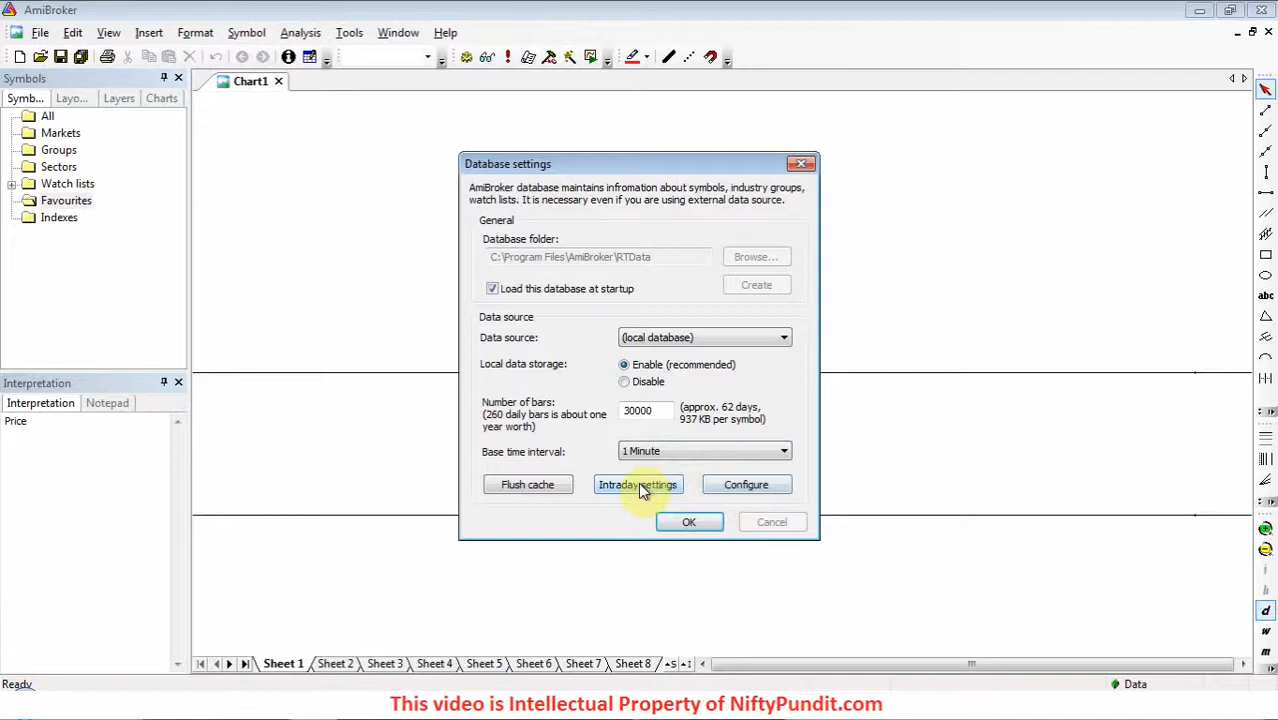 AmiBroker
File Edit View Insert Format Symbol Analysis Tools Window Help
Symbols
Chart1
Symb... Layo... Layers Charts
All
Markets
Groups
Sectors
Watch lists
Favourites
Indexes
Interpretation
Interpretation Notepad
Price
Database settings
AmiBroker database maintains infromation about symbols, industry groups,
watch lists. It is necessary even if you are using external data source.
General
Database folder:
C:\Program Files\AmiBroker\RTData Browse...
Load this database at startup Create
Data source
Data source: (local database)
Local data storage: Enable (recommended)
Disable
Number of bars:
(260 daily bars is about one
year worth)
30000
(approx. 62 days,
937 KB per symbol)
Base time interval: 1 Minute
Flush cache Intraday settings Configure
OK Cancel
abc
d
w
m
Sheet 1 Sheet 2 Sheet 3 Sheet 4 Sheet 5 Sheet 6 Sheet 7 Sheet 8
Ready Data
This video is Intellectual Property of NiftyPundit.com